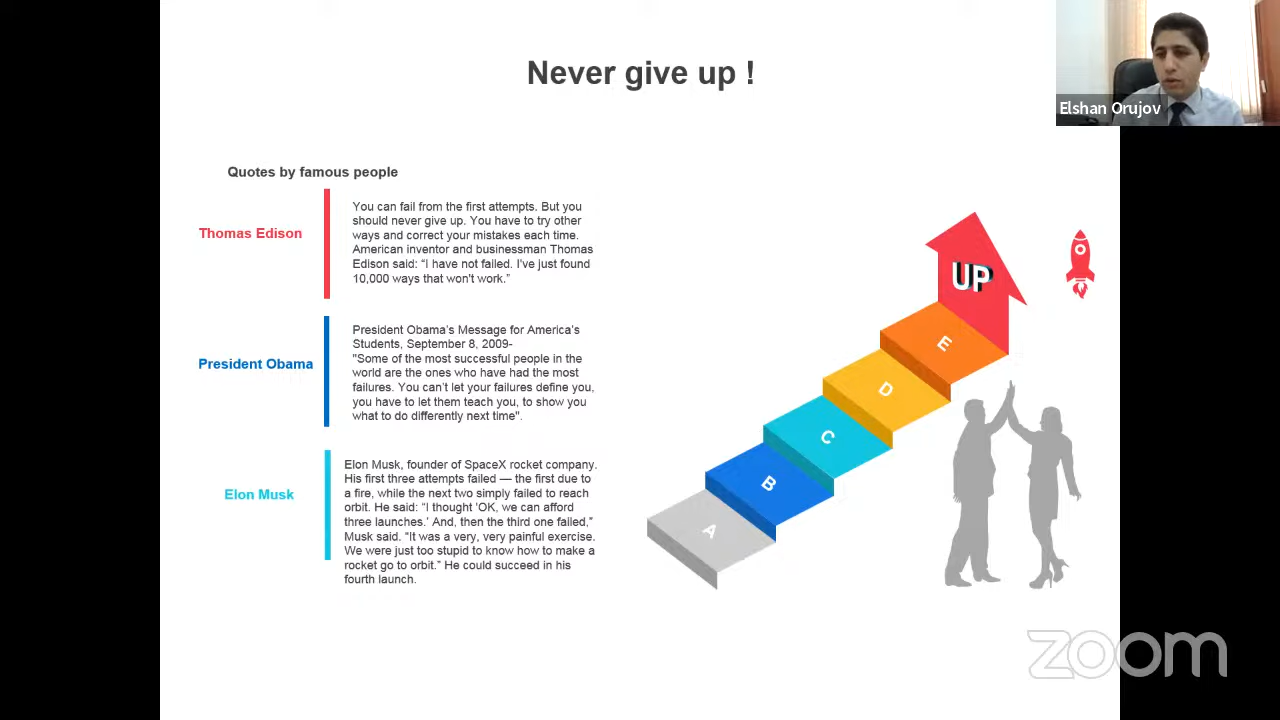 Never give up !
Elshan Orujov
Quotes by famous people
Thomas Edison
You can fail from the first attempts. But you
should never give up. You have to try other
ways and correct your mistakes each time.
American inventor and businessman Thomas
Edison said: “I have not failed. I've just found
10,000 ways that won't work.”
President Obama
President Obama’s Message for America’s
Students, September 8, 2009-
"Some of the most successful people in the
world are the ones who have had the most
failures. You can’t let your failures define you,
you have to let them teach you, to show you
what to do differently next time".
Elon Musk
Elon Musk, founder of SpaceX rocket company.
His first three attempts failed — the first due to
a fire, while the next two simply failed to reach
orbit. He said: “I thought ‘OK, we can afford
three launches.’ And, then the third one failed,”
Musk said. “It was a very, very painful exercise.
We were just too stupid to know how to make a
rocket go to orbit.” He could succeed in his
fourth launch.
UP
E
D
C
B
A
zoom